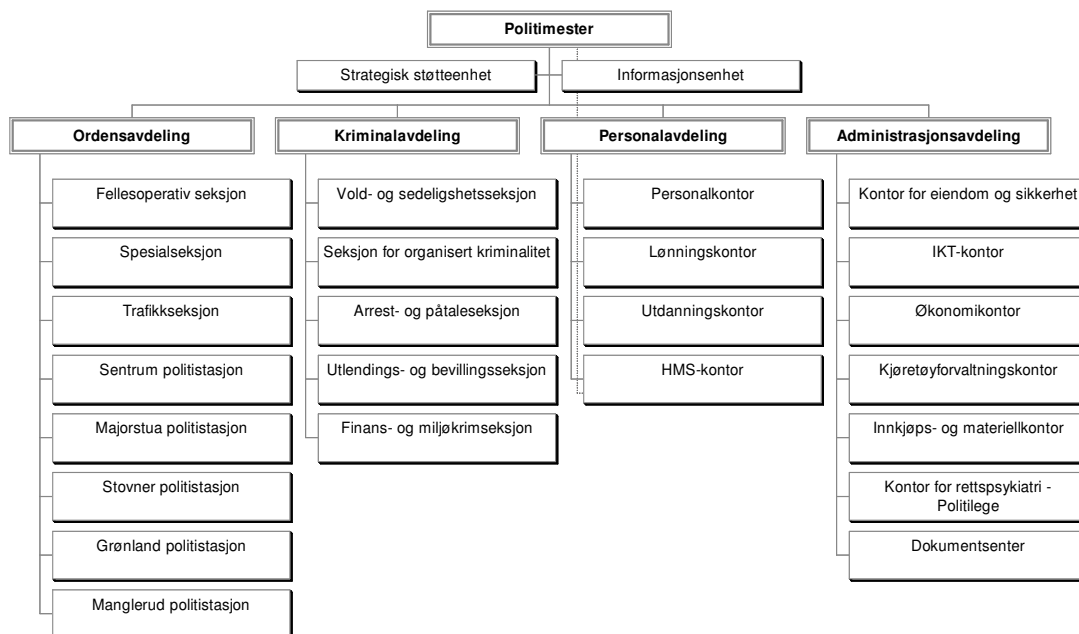 Politimester
Strategisk støtteenhet
Informasjonsenhet
Ordensavdeling
Fellesoperativ seksjon
Spesialseksjon
Trafikkseksjon
Sentrum politistasjon
Majorstua politistasjon
Stovner politistasjon
Grønland politistasjon
Manglerud politistasjon
Kriminalavdeling
Vold- og sedeligshetsseksjon
Seksjon for organisert kriminalitet
Arrest- og påtaleseksjon
Utlendings- og bevillingsseksjon
Finans- og miljøkrimseksjon
Personalavdeling
Personalkontor
Lønningskontor
Utdanningskontor
HMS-kontor
Administrasjonsavdeling
Kontor for eiendom og sikkerhet
IKT-kontor
Økonomikontor
Kjøretøyforvaltningskontor
Innkjøps- og materiellkontor
Kontor for rettspsykiatri -
Politilege
Dokumentsenter